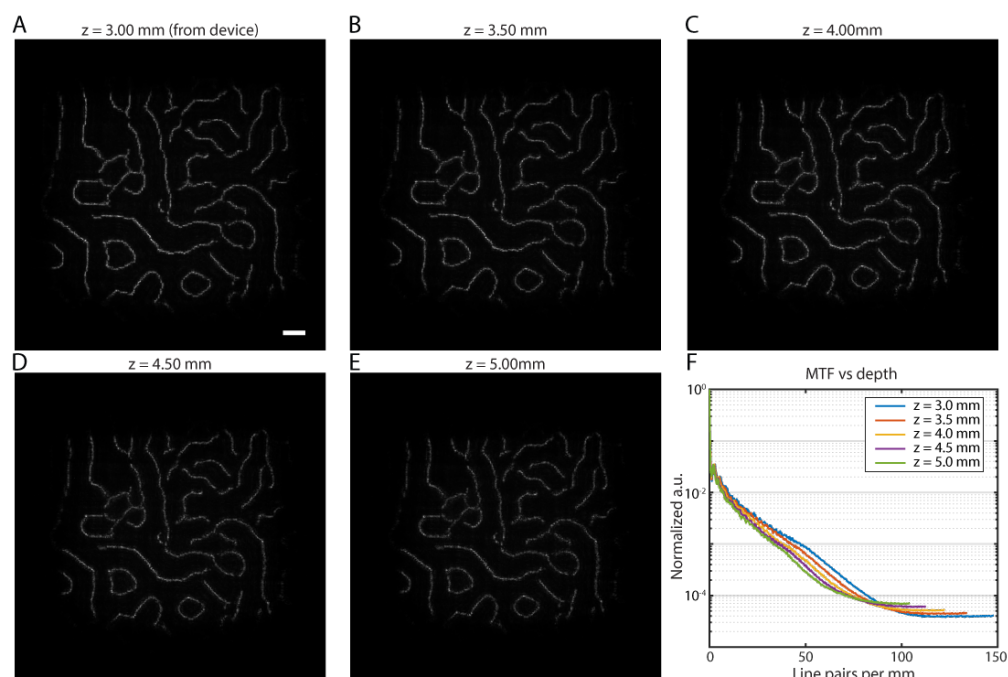 A
z = 3.00 mm (from device)
B
z = 3.50 mm
C
z = 4.00mm
D
z = 4.50 mm
E
z = 5.00mm
F
MTF vs depth
Normalized a.u.
10⁰
10⁻²
10⁻⁴
z = 3.0 mm
z = 3.5 mm
z = 4.0 mm
z = 4.5 mm
z = 5.0 mm
0
50
100
150
Line pairs per mm